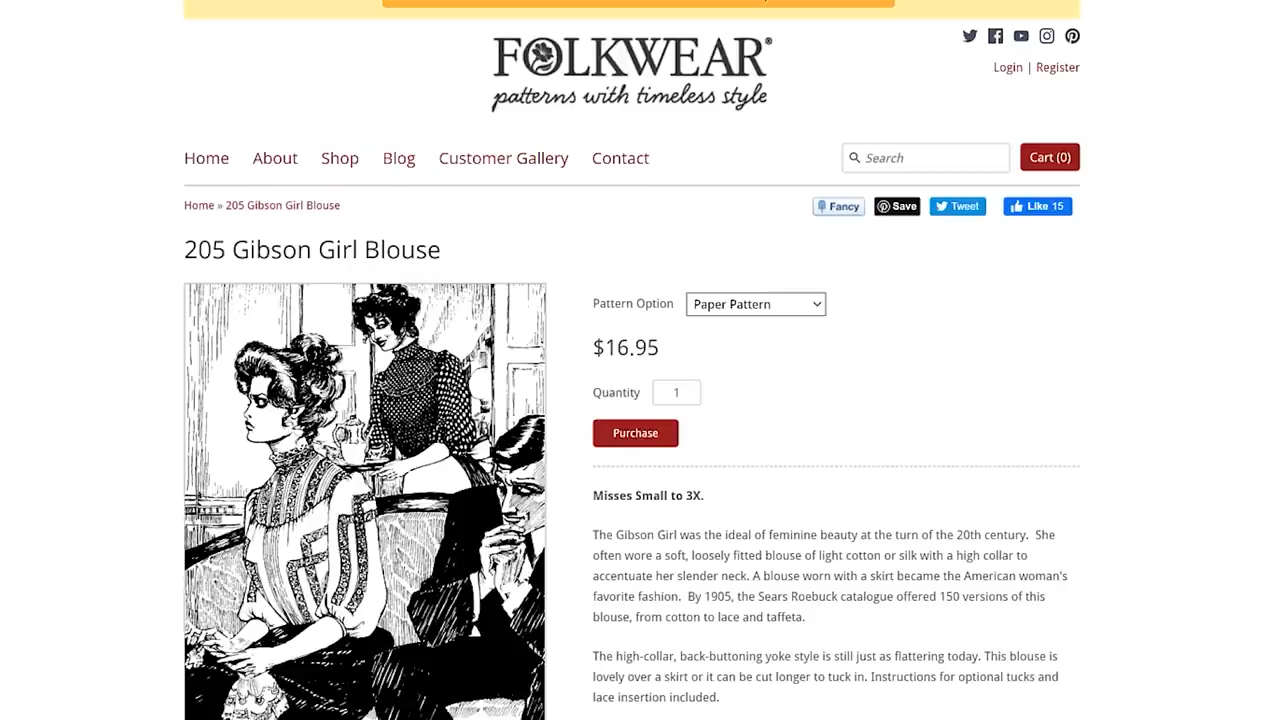 FOLKWEAR®
patterns with timeless style
Login | Register
Home About Shop Blog Customer Gallery Contact
Search
Cart (0)
Home » 205 Gibson Girl Blouse
Fancy Save Tweet Like 15
205 Gibson Girl Blouse
Pattern Option Paper Pattern
$16.95
Quantity 1
Purchase
Misses Small to 3X.
The Gibson Girl was the ideal of feminine beauty at the turn of the 20th century. She
often wore a soft, loosely fitted blouse of light cotton or silk with a high collar to
accentuate her slender neck. A blouse worn with a skirt became the American woman's
favorite fashion. By 1905, the Sears Roebuck catalogue offered 150 versions of this
blouse, from cotton to lace and taffeta.
The high-collar, back-buttoning yoke style is still just as flattering today. This blouse is
lovely over a skirt or it can be cut longer to tuck in. Instructions for optional tucks and
lace insertion included.